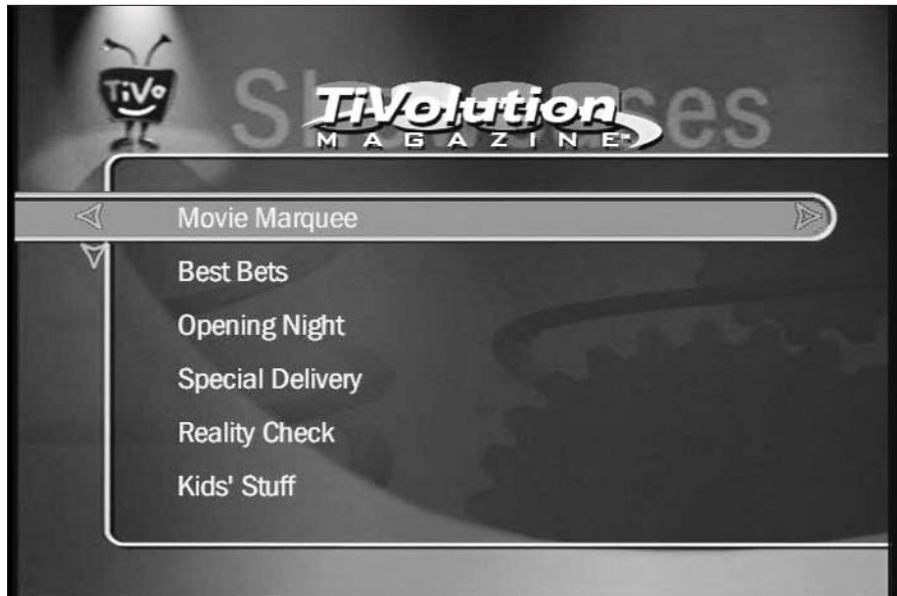 TiVo
TiVolution
MAGAZINE
Movie Marquee
Best Bets
Opening Night
Special Delivery
Reality Check
Kids' Stuff